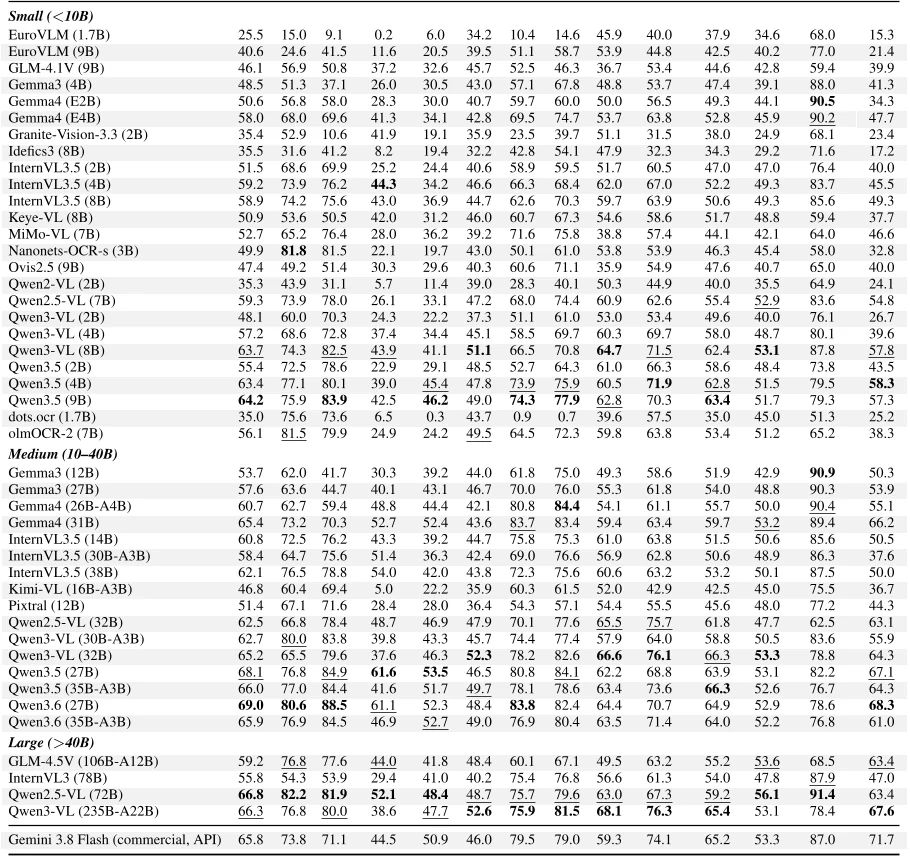 Small (<10B)
EuroVLM (1.7B) 25.5 15.0 9.1 0.2 6.0 34.2 10.4 14.6 45.9 40.0 37.9 34.6 68.0 15.3
EuroVLM (9B) 40.6 24.6 41.5 11.6 20.5 39.5 51.1 58.7 53.9 44.8 42.5 40.2 77.0 21.4
GLM-4.1V (9B) 46.1 56.9 50.8 37.2 32.6 45.7 52.5 46.3 36.7 53.4 44.6 42.8 59.4 39.9
Gemma3 (4B) 48.5 51.3 37.1 26.0 30.5 43.0 57.1 67.8 48.8 53.7 47.4 39.1 88.0 41.3
Gemma4 (E2B) 50.6 56.8 58.0 28.3 30.0 40.7 59.7 60.0 50.0 56.5 49.3 44.1 90.5 34.3
Gemma4 (E4B) 58.0 68.0 69.6 41.3 34.1 42.8 69.5 74.7 53.7 63.8 52.8 45.9 90.2 47.7
Granite-Vision-3.3 (2B) 35.4 52.9 10.6 41.9 19.1 35.9 23.5 39.7 51.1 31.5 38.0 24.9 68.1 23.4
Idefics3 (8B) 35.5 31.6 41.2 8.2 19.4 32.2 42.8 54.1 47.9 32.3 34.3 29.2 71.6 17.2
InternVL3.5 (2B) 51.5 68.6 69.9 25.2 24.4 40.6 58.9 59.5 51.7 60.5 47.0 47.0 76.4 40.0
InternVL3.5 (4B) 59.2 73.9 76.2 44.3 34.2 46.6 66.3 68.4 62.0 67.0 52.2 49.3 83.7 45.5
InternVL3.5 (8B) 58.9 74.2 75.6 43.0 36.9 44.7 62.6 70.3 59.7 63.9 50.6 49.3 85.6 49.3
Keye-VL (8B) 50.9 53.6 50.5 42.0 31.2 46.0 60.7 67.3 54.6 58.6 51.7 48.8 59.4 37.7
MiMo-VL (7B) 52.7 65.2 76.4 28.0 36.2 39.2 71.6 75.8 38.8 57.4 44.1 42.1 64.0 46.6
Nanonets-OCR-s (3B) 49.9 81.8 81.5 22.1 19.7 43.0 50.1 61.0 53.8 53.9 46.3 45.4 58.0 32.8
Ovis2.5 (9B) 47.4 49.2 51.4 30.3 29.6 40.3 60.6 71.1 35.9 54.9 47.6 40.7 65.0 40.0
Qwen2-VL (2B) 35.3 43.9 31.1 5.7 11.4 39.0 28.3 40.1 50.3 44.9 40.0 35.5 64.9 24.1
Qwen2.5-VL (7B) 59.3 73.9 78.0 26.1 33.1 47.2 68.0 74.4 60.9 62.6 55.4 52.9 83.6 54.8
Qwen3-VL (2B) 48.1 60.0 70.3 24.3 22.2 37.3 51.1 61.0 53.0 53.4 49.6 40.0 76.1 26.7
Qwen3-VL (4B) 57.2 68.6 72.8 37.4 34.4 45.1 58.5 69.7 60.3 69.7 58.0 48.7 80.1 39.6
Qwen3-VL (8B) 63.7 74.3 82.5 43.9 41.1 51.1 66.5 70.8 64.7 71.5 62.4 53.1 87.8 57.8
Qwen3.5 (2B) 55.4 72.5 78.6 22.9 29.1 48.5 52.7 64.3 61.0 66.3 58.6 48.4 73.8 43.5
Qwen3.5 (4B) 63.4 77.1 80.1 39.0 45.4 47.8 73.9 75.9 60.5 71.9 62.8 51.5 79.5 58.3
Qwen3.5 (9B) 64.2 75.9 83.9 42.5 46.2 49.0 74.3 77.9 62.8 70.3 63.4 51.7 79.3 57.3
dots.ocr (1.7B) 35.0 75.6 73.6 6.5 0.3 43.7 0.9 0.7 39.6 57.5 35.0 45.0 51.3 25.2
olmOCR-2 (7B) 56.1 81.5 79.9 24.9 24.2 49.5 64.5 72.3 59.8 63.8 53.4 51.2 65.2 38.3
Medium (10–40B)
Gemma3 (12B) 53.7 62.0 41.7 30.3 39.2 44.0 61.8 75.0 49.3 58.6 51.9 42.9 90.9 50.3
Gemma3 (27B) 57.6 63.6 44.7 40.1 43.1 46.7 70.0 76.0 55.3 61.8 54.0 48.8 90.3 53.9
Gemma4 (26B-A4B) 60.7 62.7 59.4 48.8 44.4 42.1 80.8 84.4 54.1 61.1 55.7 50.0 90.4 55.1
Gemma4 (31B) 65.4 73.2 70.3 52.7 52.4 43.6 83.7 83.4 59.4 63.4 59.7 53.2 89.4 66.2
InternVL3.5 (14B) 60.8 72.5 76.2 43.3 39.2 44.7 75.8 75.3 61.0 63.8 51.5 50.6 85.6 50.5
InternVL3.5 (30B-A3B) 58.4 64.7 75.6 51.4 36.3 42.4 69.0 76.6 56.9 62.8 50.6 48.9 86.3 37.6
InternVL3.5 (38B) 62.1 76.5 78.8 54.0 42.0 43.8 72.3 75.6 60.6 63.2 53.2 50.1 87.5 50.0
Kimi-VL (16B-A3B) 46.8 60.4 69.4 5.0 22.2 35.9 60.3 61.5 52.0 42.9 42.5 45.0 75.5 36.7
Pixtral (12B) 51.4 67.1 71.6 28.4 28.0 36.4 54.3 57.1 54.4 55.5 45.6 48.0 77.2 44.3
Qwen2.5-VL (32B) 62.5 66.8 78.4 48.7 46.9 47.9 70.1 77.6 65.5 75.7 61.8 47.7 62.5 63.1
Qwen3-VL (30B-A3B) 62.7 80.0 83.8 39.8 43.3 45.7 74.4 77.4 57.9 64.0 58.8 50.5 83.6 55.9
Qwen3-VL (32B) 65.2 65.5 79.6 37.6 46.3 52.3 78.2 82.6 66.6 76.1 66.3 53.3 78.8 64.3
Qwen3.5 (27B) 68.1 76.8 84.9 61.6 53.5 46.5 80.8 84.1 62.2 68.8 63.9 53.1 82.2 67.1
Qwen3.5 (35B-A3B) 66.0 77.0 84.4 41.6 51.7 49.7 78.1 78.6 63.4 73.6 66.3 52.6 76.7 64.3
Qwen3.6 (27B) 69.0 80.6 88.5 61.1 52.3 48.4 83.8 82.4 64.4 70.7 64.9 52.9 78.6 68.3
Qwen3.6 (35B-A3B) 65.9 76.9 84.5 46.9 52.7 49.0 76.9 80.4 63.5 71.4 64.0 52.2 76.8 61.0
Large (>40B)
GLM-4.5V (106B-A12B) 59.2 76.8 77.6 44.0 41.8 48.4 60.1 67.1 49.5 63.2 55.2 53.6 68.5 63.4
InternVL3 (78B) 55.8 54.3 53.9 29.4 41.0 40.2 75.4 76.8 56.6 61.3 54.0 47.8 87.9 47.0
Qwen2.5-VL (72B) 66.8 82.2 81.9 52.1 48.4 48.7 75.7 79.6 63.0 67.3 59.2 56.1 91.4 63.4
Qwen3-VL (235B-A22B) 66.3 76.8 80.0 38.6 47.7 52.6 75.9 81.5 68.1 76.3 65.4 53.1 78.4 67.6
Gemini 3.8 Flash (commercial, API) 65.8 73.8 71.1 44.5 50.9 46.0 79.5 79.0 59.3 74.1 65.2 53.3 87.0 71.7